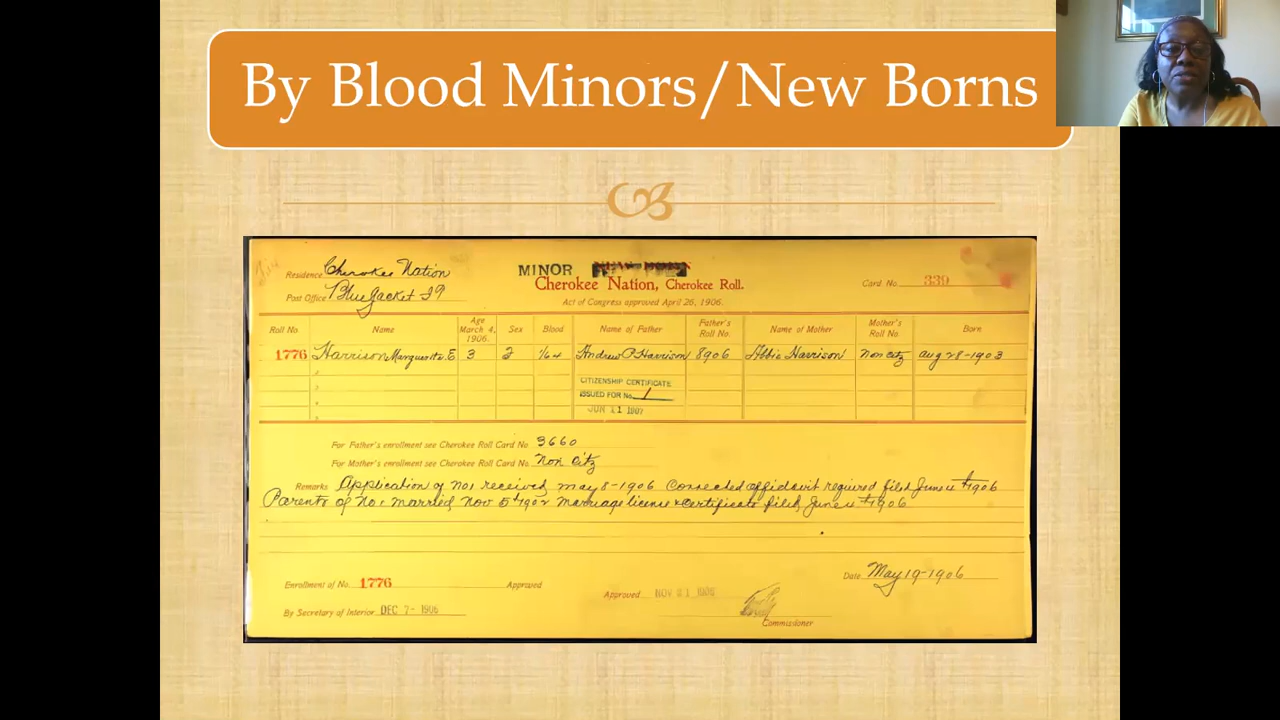 By Blood Minors/New Borns
Residence Cherokee Nation
Post Office BlueJacket I9
MINOR
Cherokee Nation, Cherokee Roll.
Act of Congress approved April 26, 1906.
Card No. 339
Roll No Name Age March 4, 1906. Sex Blood Name of Father Father's Roll No. Name of Mother Mother's Roll No. Born
1776 Harrison, Marguerite E 3 1/64 Andrew P Harrison 8906 Abbie Harrison Non citz Aug 28-1903
CITIZENSHIP CERTIFICATE
ISSUED FOR No. 1
JUN 11 1907
For Father's enrollment see Cherokee Roll Card No. 3660
For Mother's enrollment see Cherokee Roll Card No. Non Citz
Remarks Application of No1 received May 8-1906 Corrected affidavit required filed June 1906
Parents of No1 married Nov 5th 1902 Marriage license & certificate filed June 1906
Date May 19-1906
Enrollment of No. 1776 Approved
Approved NOV 21 1906
By Secretary of Interior DEC 7- 1906
Commissioner